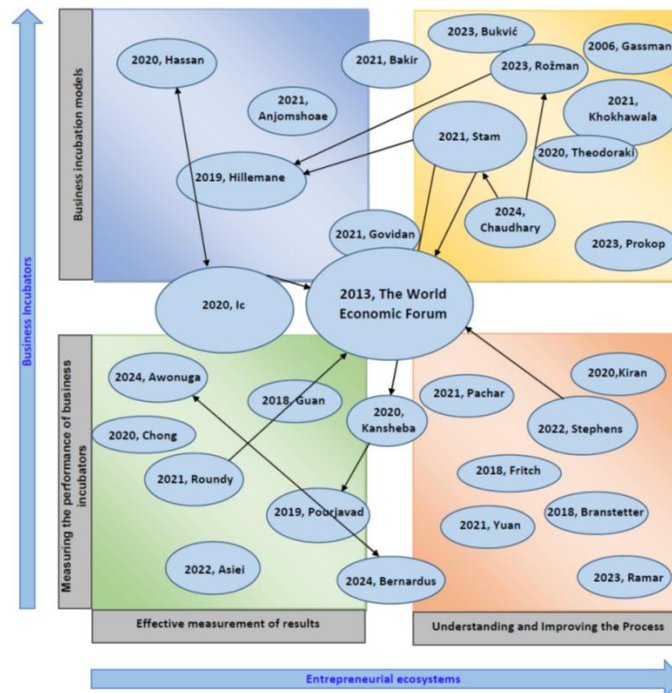 2023, Bukvić
2006, Gassman
2020, Hassan
2021,
Bakir
2023, Rožman
2021,
Anjomshoae
2021,
Khokhawala
2021, Stam
2020, Theodoraki
2019, Hillemane
2024,
Chaudhary
2021, Govidan
2023, Prokop
2020, Ic
2013, The World
Economic Forum
2024, Awonuga
2018, Guan
2021, Pachar
2020,Kiran
2020,
Kansheba
2022, Stephens
2020, Chong
2021, Roundy
2018, Fritch
2019, Pourjavad
2021, Yuan
2018, Branstetter
2022, Asiei
2024, Bernardus
2023, Ramar
Business Incubators
Business incubation models
Measuring the performance of business
incubators
Effective measurement of results
Understanding and Improving the Process
Entrepreneurial ecosystems